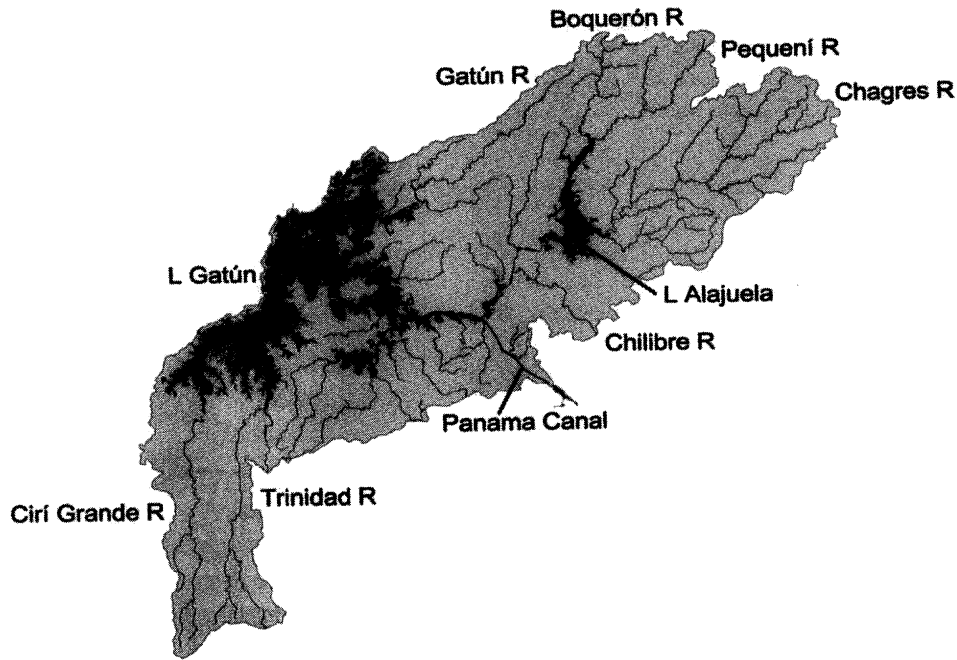 Boquerón R
Pequení R
Gatún R
Chagres R
L Gatún
L Alajuela
Chilibre R
Panama Canal
Trinidad R
Cirí Grande R